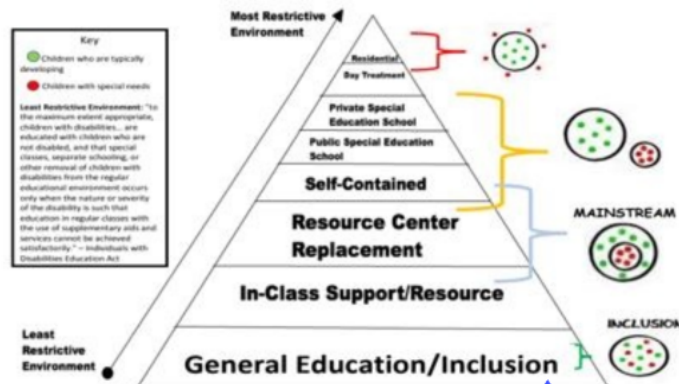 Key
Children who are typically
developing
Children with special needs
Least Restrictive Environment: "to
the maximum extent appropriate,
children with disabilities... are
educated with children who are
not disabled, and that special
classes, separate schooling, or
other removal of children with
disabilities from the regular
educational environment occurs
only when the nature or severity
of the disability is such that
education in regular classes with
the use of supplementary aids and
services cannot be achieved
satisfactorily." – Individuals with
Disabilities Education Act
Most Restrictive
Environment
Residential
Day Treatment
Private Special
Education School
Public Special Education
School
Self-Contained
Resource Center
Replacement
In-Class Support/Resource
General Education/Inclusion
Least
Restrictive
Environment
MAINSTREAM
INCLUSION